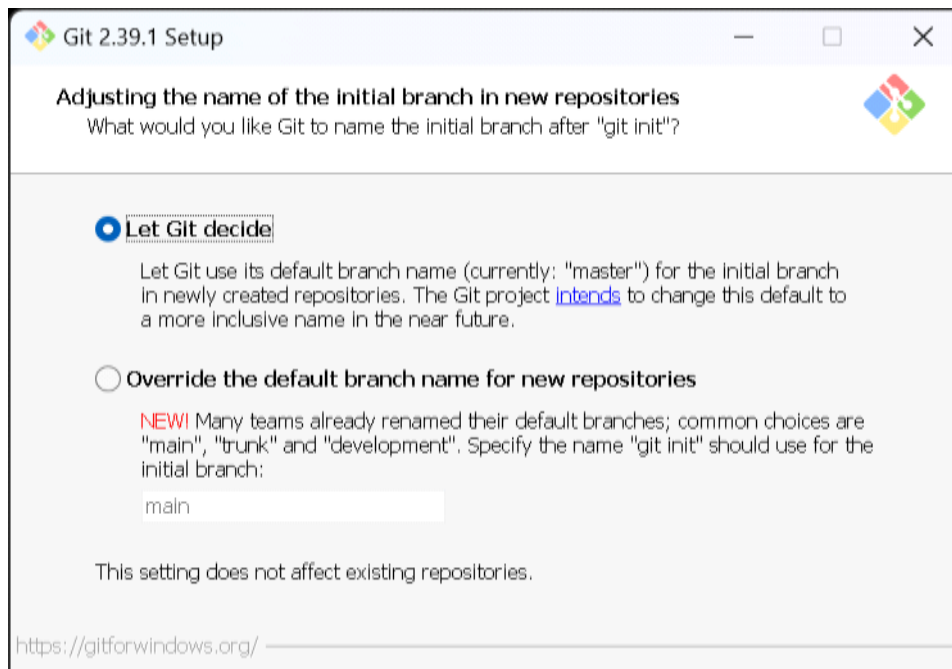 Git 2.39.1 Setup
Adjusting the name of the initial branch in new repositories
What would you like Git to name the initial branch after "git init"?
Let Git decide
Let Git use its default branch name (currently: "master") for the initial branch
in newly created repositories. The Git project intends to change this default to
a more inclusive name in the near future.
Override the default branch name for new repositories
NEW! Many teams already renamed their default branches; common choices are
"main", "trunk" and "development". Specify the name "git init" should use for the
initial branch:
main
This setting does not affect existing repositories.
https://gitforwindows.org/